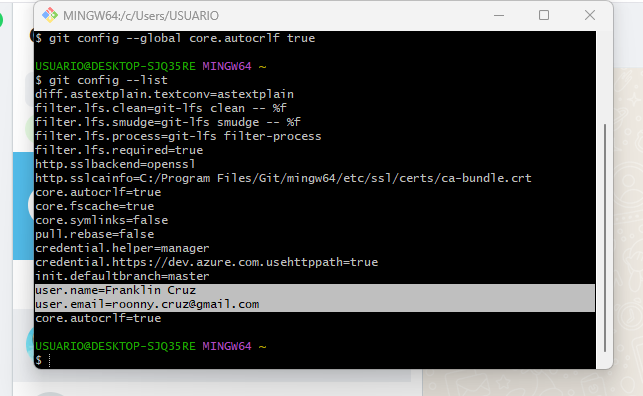 MINGW64:/c/Users/USUARIO
$ git config --global core.autocrlf true
USUARIO@DESKTOP-SJQ35RE MINGW64 ~
$ git config --list
diff.astextplain.textconv=astextplain
filter.lfs.clean=git-lfs clean -- %f
filter.lfs.smudge=git-lfs smudge -- %f
filter.lfs.process=git-lfs filter-process
filter.lfs.required=true
http.sslbackend=openssl
http.sslcainfo=C:/Program Files/Git/mingw64/etc/ssl/certs/ca-bundle.crt
core.autocrlf=true
core.fscache=true
core.symlinks=false
pull.rebase=false
credential.helper=manager
credential.https://dev.azure.com.usehttppath=true
init.defaultbranch=master
user.name=Franklin Cruz
user.email=roonny.cruz@gmail.com
core.autocrlf=true
USUARIO@DESKTOP-SJQ35RE MINGW64 ~
$